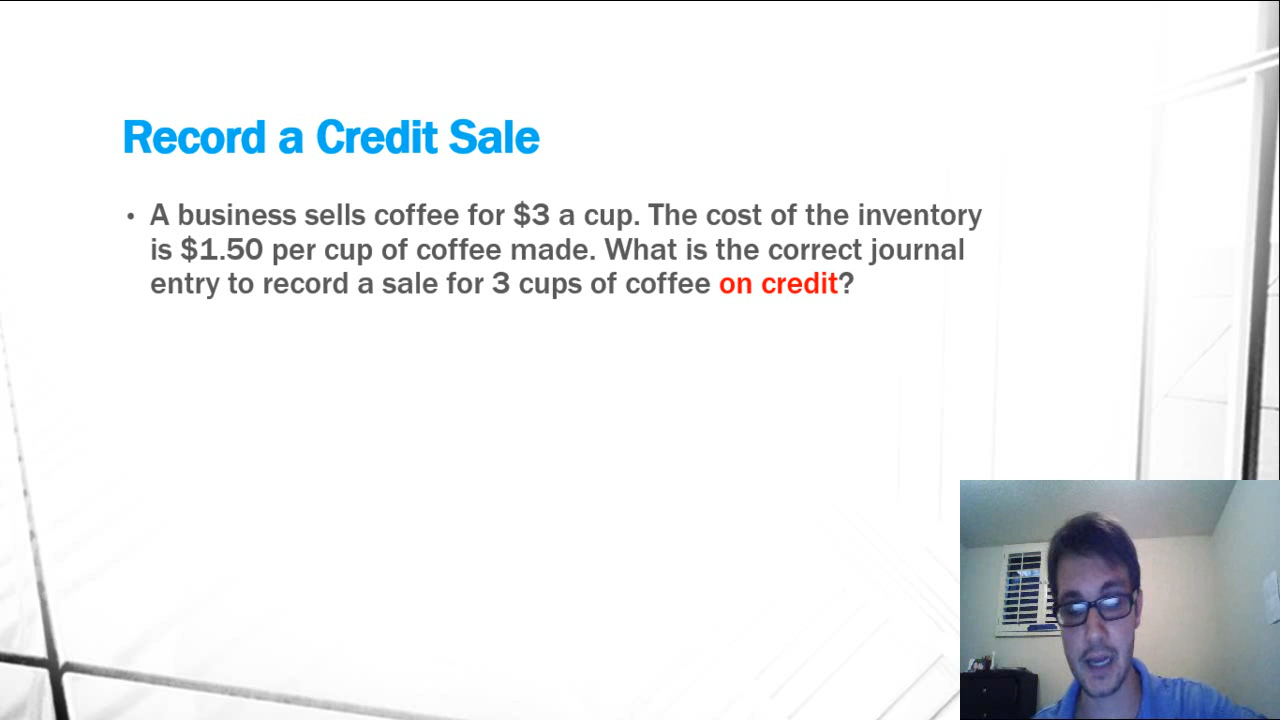 Record a Credit Sale
• A business sells coffee for $3 a cup. The cost of the inventory
is $1.50 per cup of coffee made. What is the correct journal
entry to record a sale for 3 cups of coffee on credit?